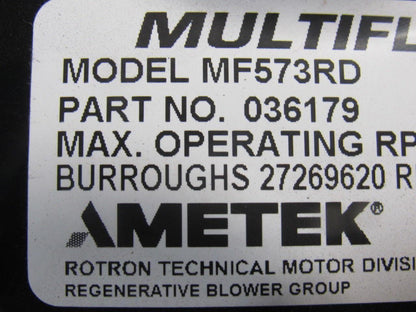 MULTIFL
MODEL MF573RD
PART NO. 036179
MAX. OPERATING RP
BURROUGHS 27269620 R
AMETEK®
ROTRON TECHNICAL MOTOR DIVISI
REGENERATIVE BLOWER GROUP